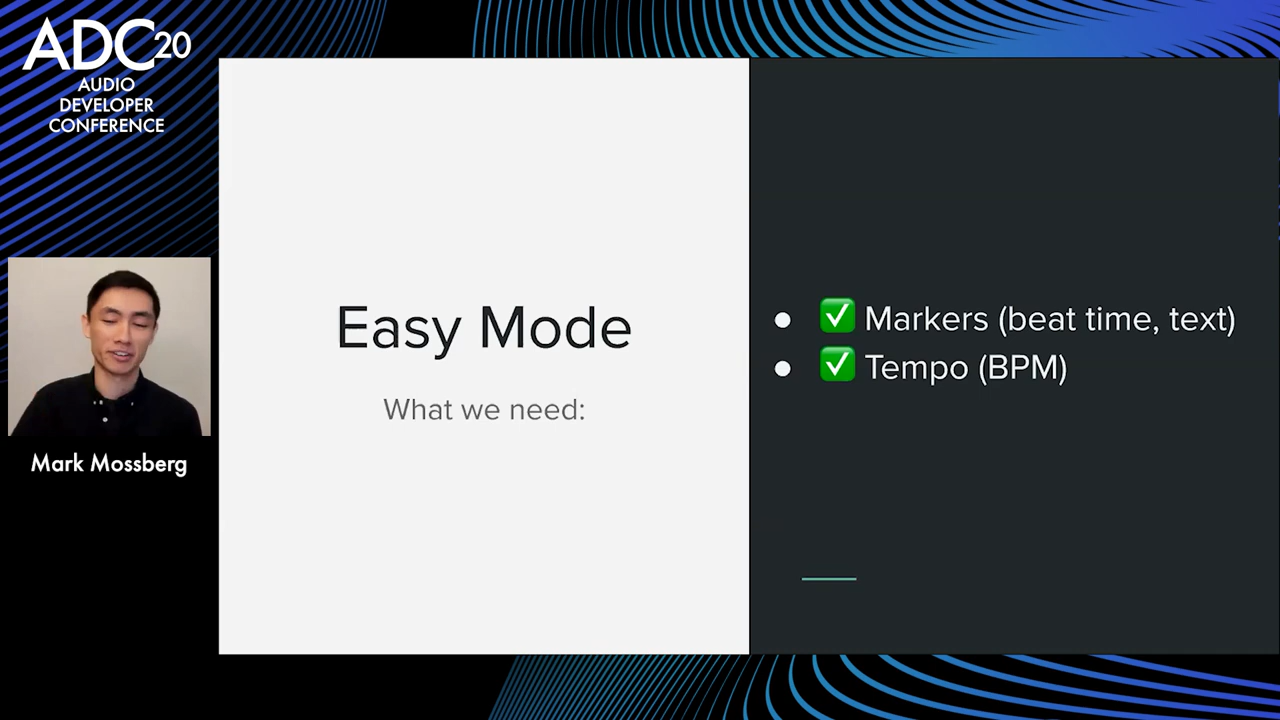 ADC20
AUDIO
DEVELOPER
CONFERENCE
Mark Mossberg
Easy Mode
What we need:
● ✅ Markers (beat time, text)
● ✅ Tempo (BPM)